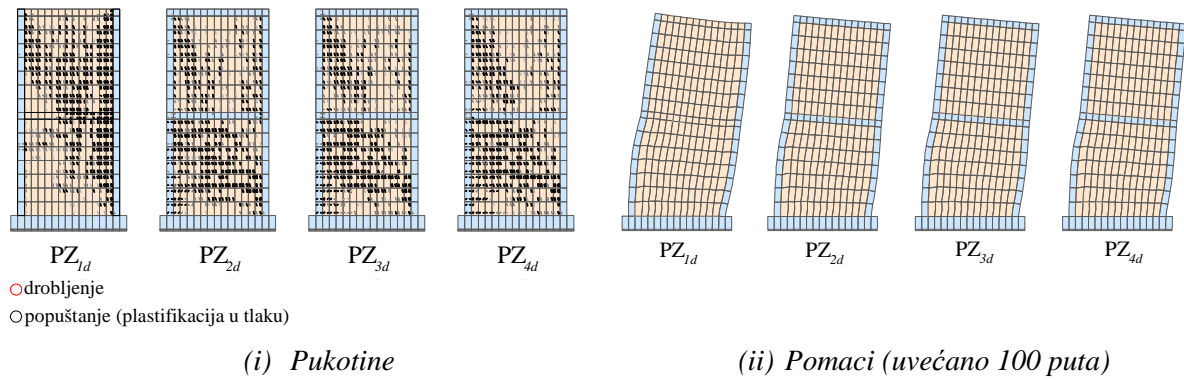 PZ1d PZ2d PZ3d PZ4d
drobljenje
popuštanje (plastifikacija u tlaku)
(i) Pukotine
PZ1d PZ2d PZ3d PZ4d
(ii) Pomaci (uvećano 100 puta)